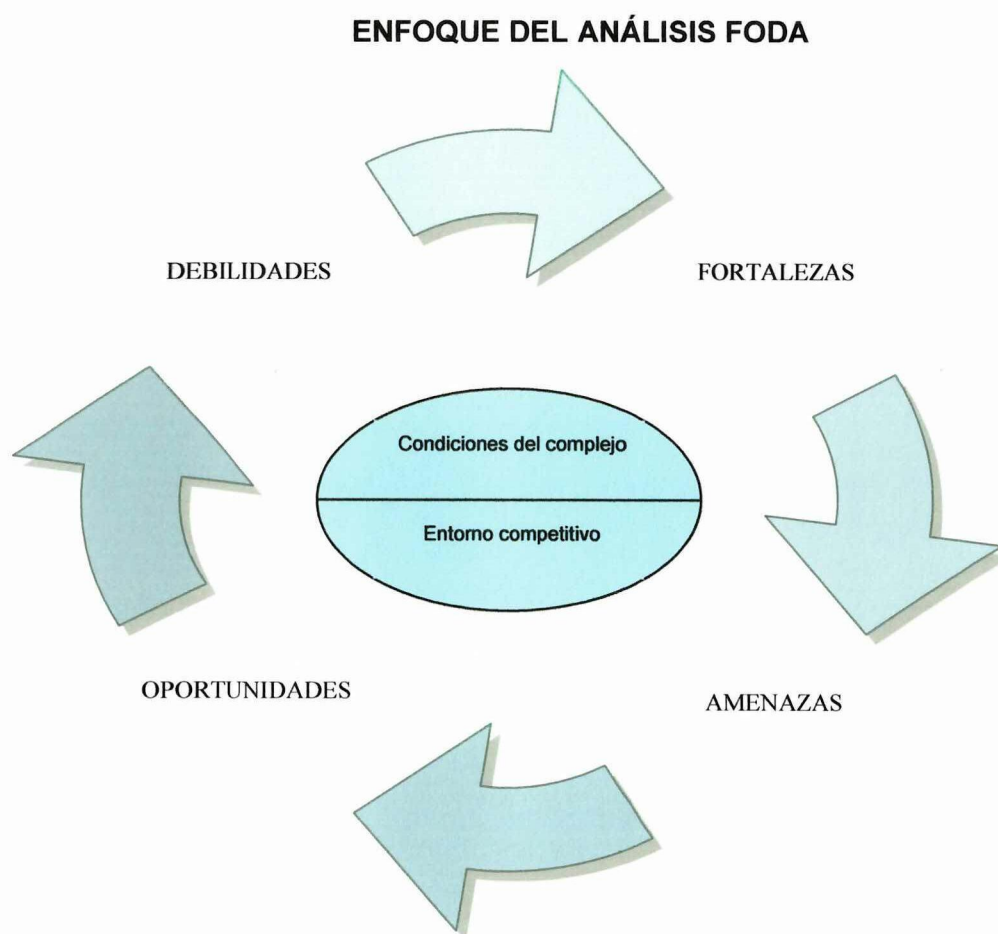 ENFOQUE DEL ANÁLISIS FODA
DEBILIDADES
FORTALEZAS
Condiciones del complejo
Entorno competitivo
OPORTUNIDADES
AMENAZAS